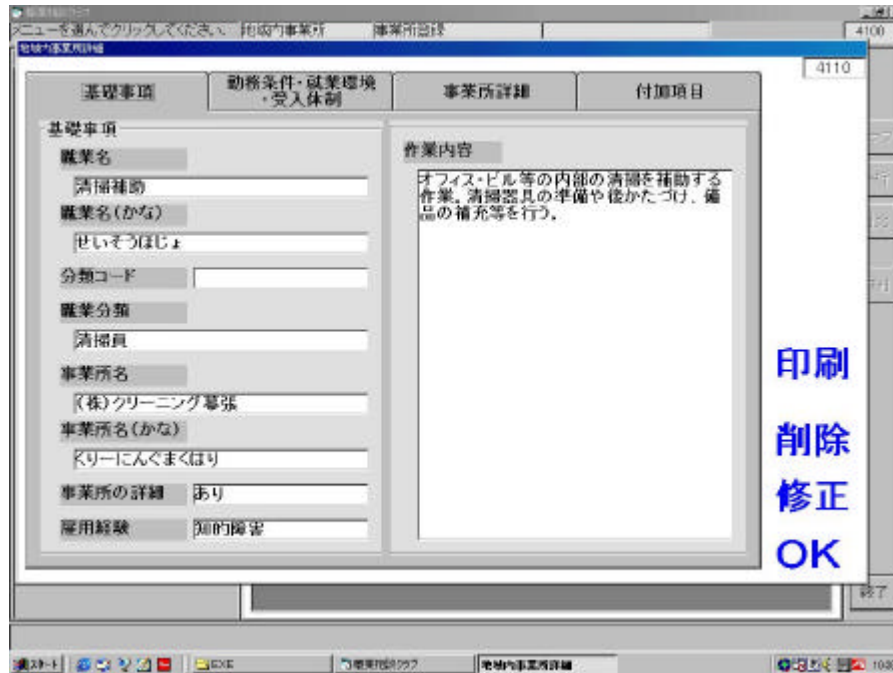 ニューを選んでクリックしてください。 地域内事業所 事業所登録 4100
地域内事業所詳細
4110
基礎事項
勤務条件・就業環境
・受入体制
事業所詳細
付加項目
基礎事項
職業名
清掃補助
職業名(かな)
せいそうほじょ
分類コード
職業分類
清掃員
事業所名
(株)クリーニング幕張
事業所名(かな)
くりーにんぐまくはり
事業所の詳細 あり
雇用経験 知的障害
作業内容
オフィス・ビル等の内部の清掃を補助する
作業。清掃器具の準備や後かたづけ、備
品の補充等を行う。
印刷
削除
修正
OK
終了
スタート EXE 地域内事業所詳細